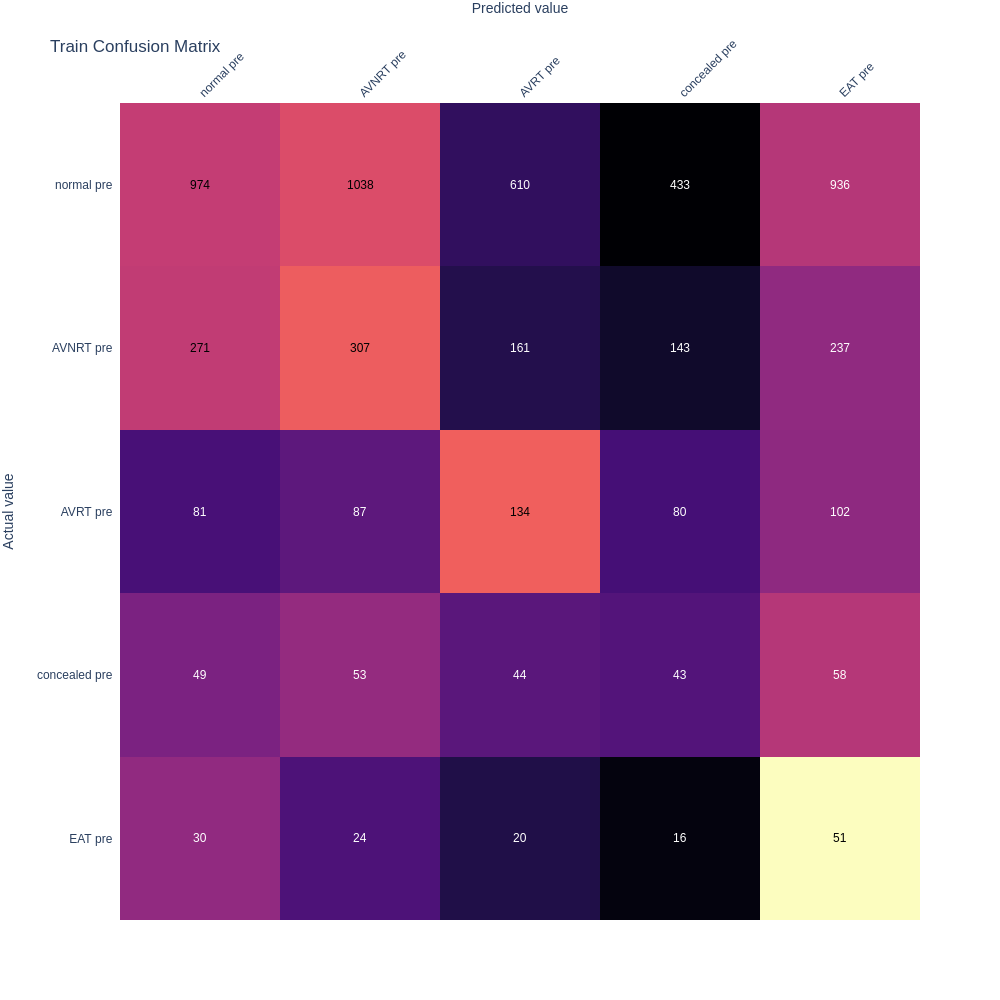 Predicted value
Train Confusion Matrix
normal pre AVNRT pre AVRT pre concealed pre EAT pre
normal pre 974 1038 610 433 936
AVNRT pre 271 307 161 143 237
AVRT pre 81 87 134 80 102
concealed pre 49 53 44 43 58
EAT pre 30 24 20 16 51
Actual value